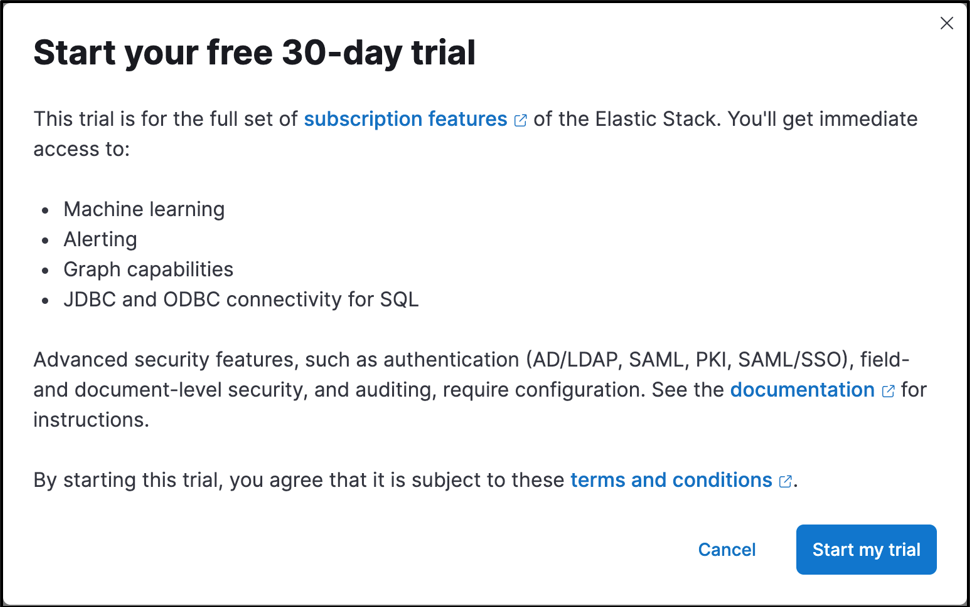 Start your free 30-day trial
This trial is for the full set of subscription features of the Elastic Stack. You'll get immediate
access to:
• Machine learning
• Alerting
• Graph capabilities
• JDBC and ODBC connectivity for SQL
Advanced security features, such as authentication (AD/LDAP, SAML, PKI, SAML/SSO), field-
and document-level security, and auditing, require configuration. See the documentation for
instructions.
By starting this trial, you agree that it is subject to these terms and conditions.
Cancel Start my trial